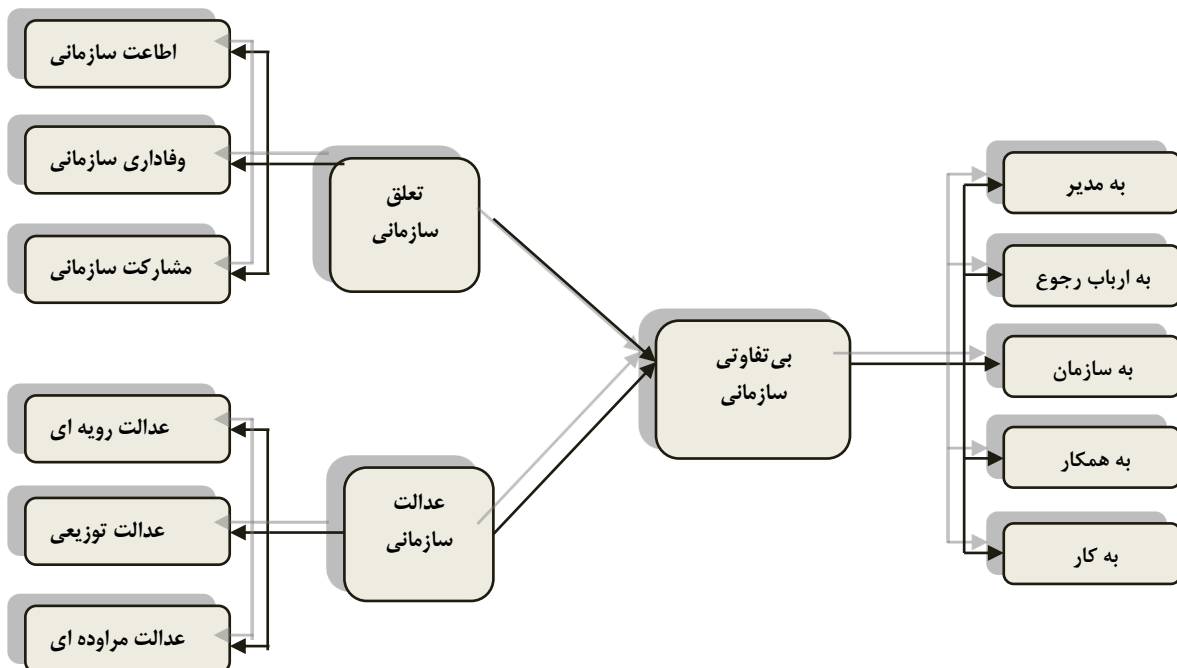 اطاعت سازمانی
وفاداری سازمانی
مشارکت سازمانی
تعلق
سازمانی
عدالت رویه ای
عدالت توزیعی
عدالت مراوده ای
عدالت
سازمانی
بی‌تفاوتی
سازمانی
به مدیر
به ارباب رجوع
به سازمان
به همکار
به کار